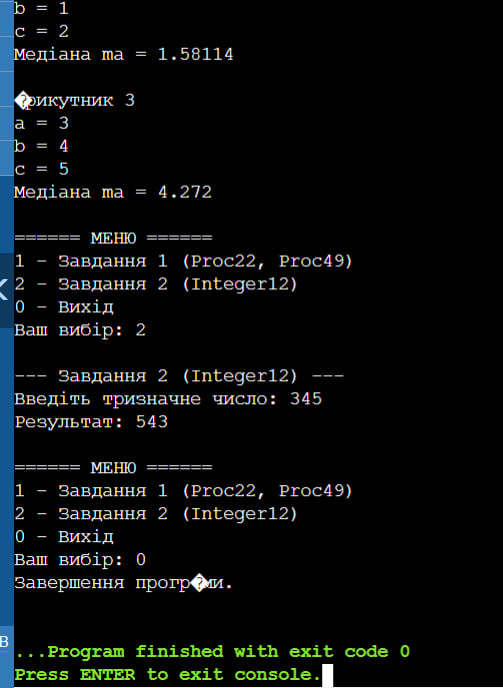 b = 1
c = 2
Медіана ma = 1.58114
�рикутник 3
a = 3
b = 4
c = 5
Медіана ma = 4.272
====== МЕНЮ ======
1 - Завдання 1 (Proc22, Proc49)
2 - Завдання 2 (Integer12)
0 - Вихід
Ваш вибір: 2
--- Завдання 2 (Integer12) ---
Введіть тризначне число: 345
Результат: 543
====== МЕНЮ ======
1 - Завдання 1 (Proc22, Proc49)
2 - Завдання 2 (Integer12)
0 - Вихід
Ваш вибір: 0
Завершення прогр�ми.
...Program finished with exit code 0
Press ENTER to exit console.